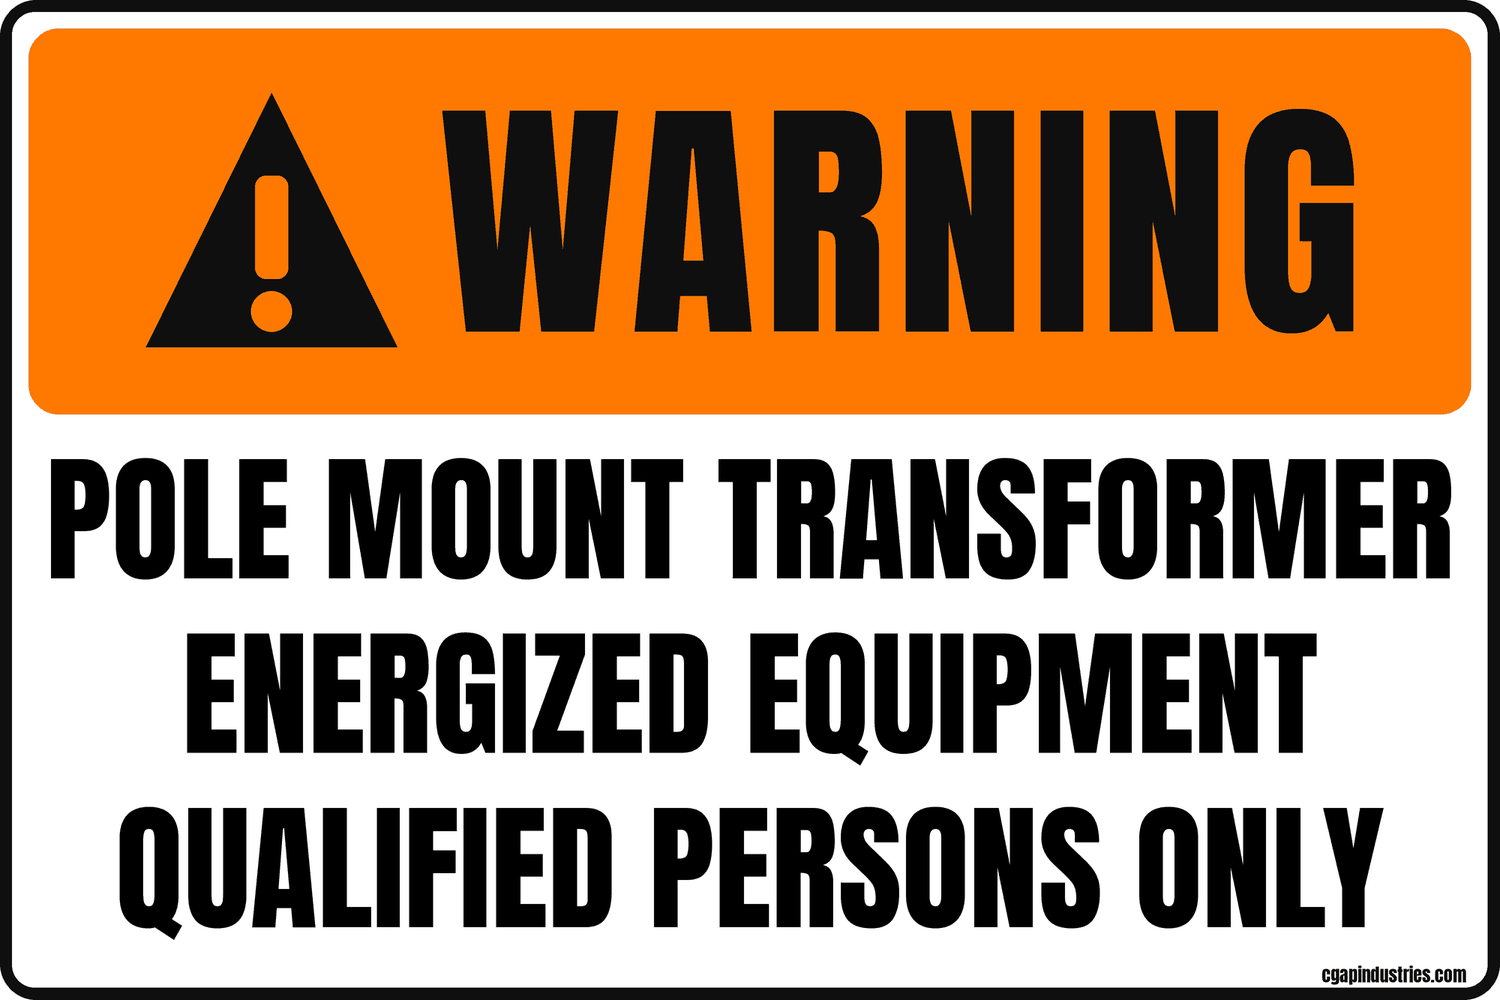 WARNING
POLE MOUNT TRANSFORMER
ENERGIZED EQUIPMENT
QUALIFIED PERSONS ONLY
cgapindustries.com